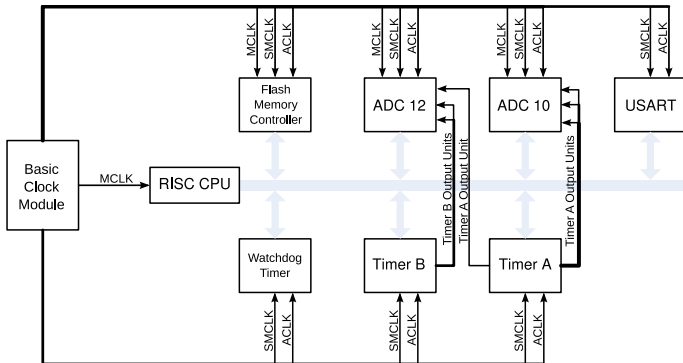 MCLK
SMCLK
ACLK
MCLK
SMCLK
ACLK
MCLK
SMCLK
ACLK
SMCLK
ACLK
Flash
Memory
Controller
ADC 12
ADC 10
USART
Basic
Clock
Module
MCLK
RISC CPU
Timer B Output Units
Timer A Output Unit
Timer A Output Units
Watchdog
Timer
Timer B
Timer A
SMCLK
ACLK
SMCLK
ACLK
SMCLK
ACLK